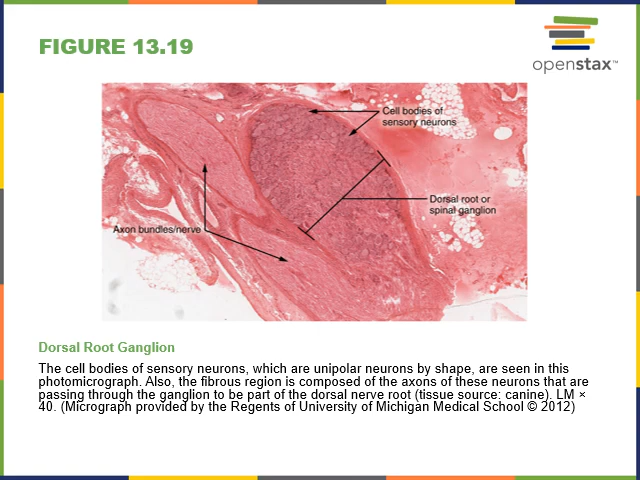 FIGURE 13.19
openstax™
Cell bodies of
sensory neurons
Dorsal root or
spinal ganglion
Axon bundles/nerve
Dorsal Root Ganglion
The cell bodies of sensory neurons, which are unipolar neurons by shape, are seen in this
photomicrograph. Also, the fibrous region is composed of the axons of these neurons that are
passing through the ganglion to be part of the dorsal nerve root (tissue source: canine). LM ×
40. (Micrograph provided by the Regents of University of Michigan Medical School © 2012)